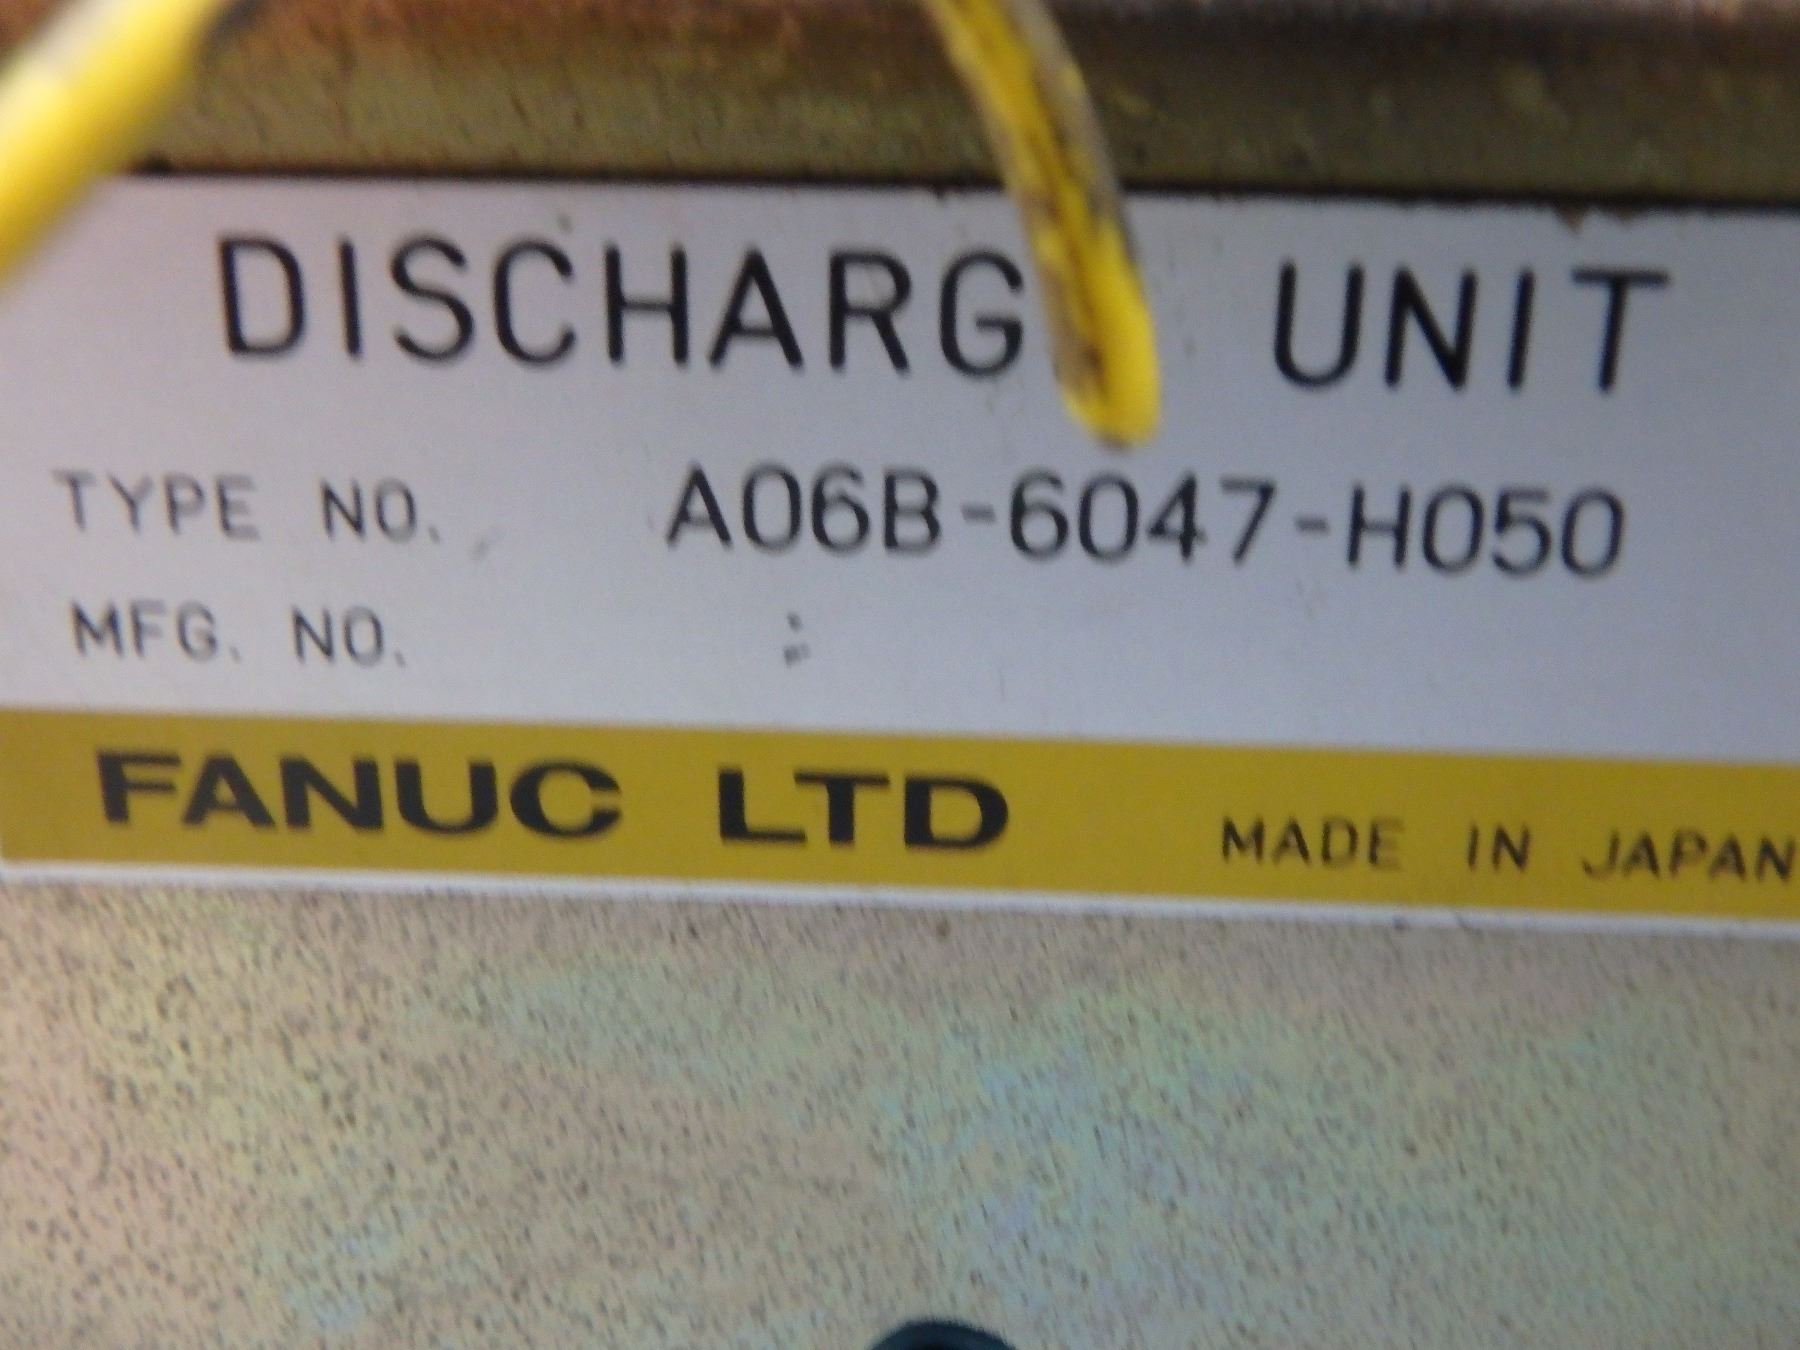 DISCHARG UNIT
TYPE NO. A06B-6047-H050
MFG. NO.
FANUC LTD MADE IN JAPAN